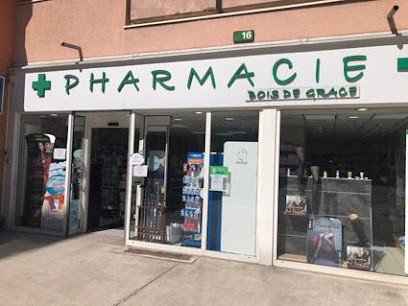 16
PHARMACIE
BOIS DE GRACE